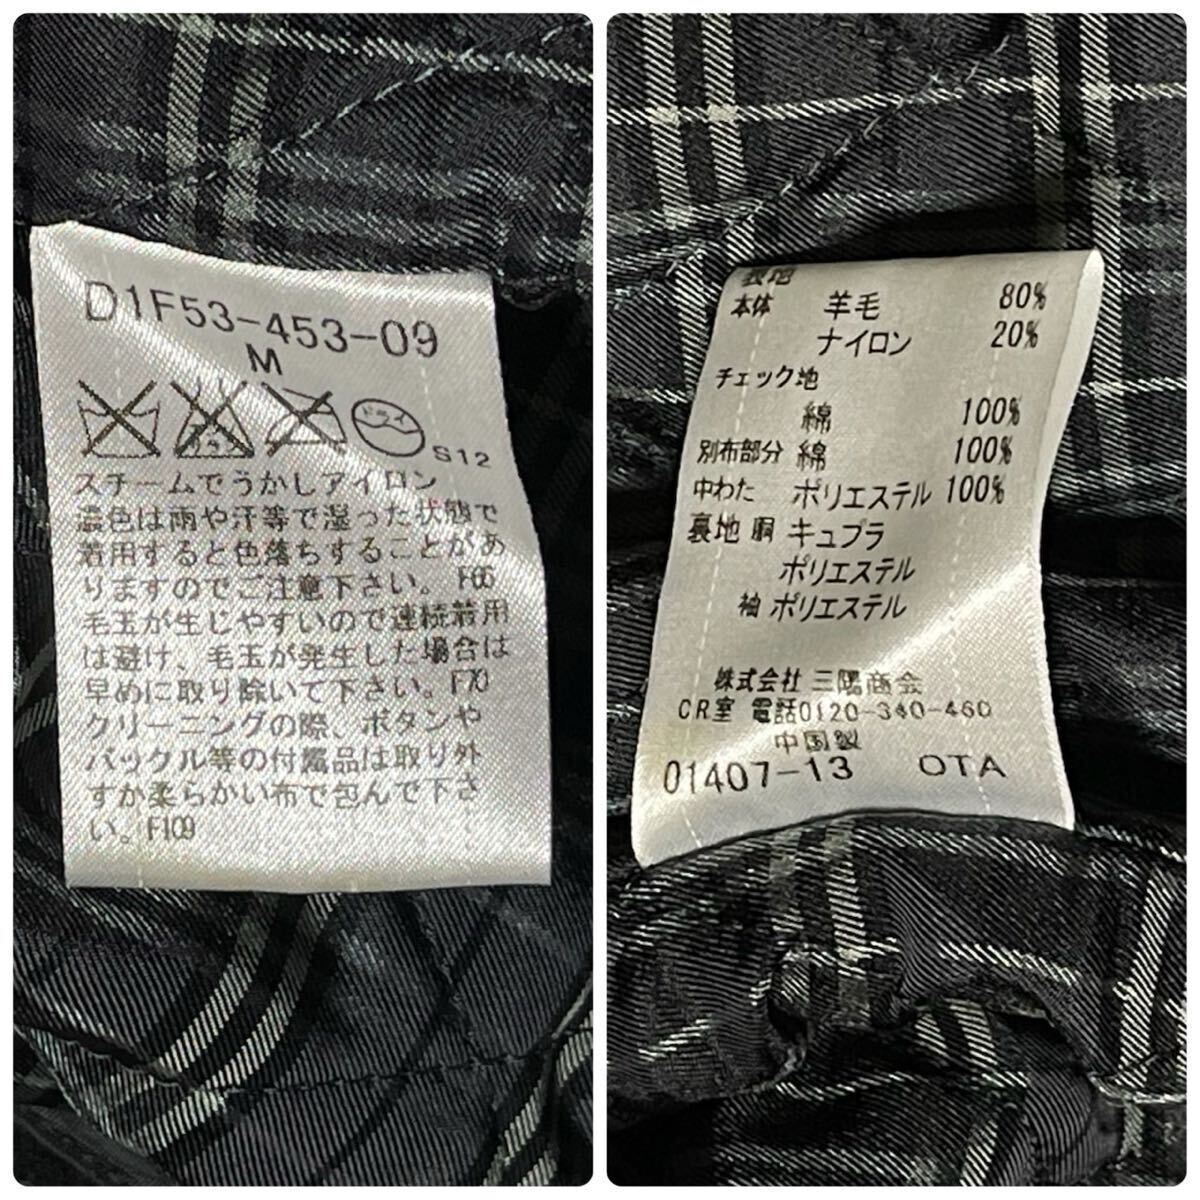 D1F53-453-09
M
ドライ
S12
スチームでうかしアイロン
濃色は雨や汗等で湿った状態で
着用すると色落ちすることがあ
りますのでご注意下さい。F66
毛玉が生じやすいので連続着用
は避け、毛玉が発生した場合は
早めに取り除いて下さい。F70
クリーニングの際、ボタンや
バックル等の付属品は取り外
すか柔らかい布で包んで下さ
い。F109
表地
本体 羊毛 80%
ナイロン 20%
チェック地
綿 100%
別布部分 綿 100%
中わた ポリエステル 100%
裏地 胴 キュプラ
ポリエステル
袖 ポリエステル
株式会社 三陽商会
CR室 電話0120-340-460
中国製
01407-13 OTA